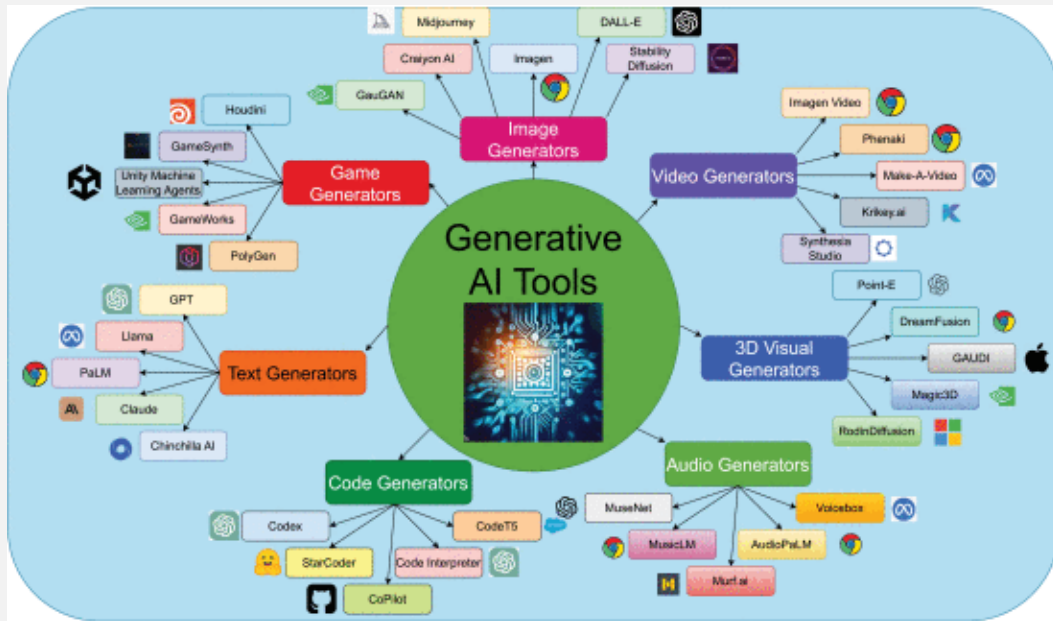 Midjourney
DALL-E
Craiyon AI
Imagen
Stability
Diffusion
GauGAN
Image
Generators
Houdini
GameSynth
Unity Machine
Learning Agents
GameWorks
PolyGen
Game
Generators
Imagen Video
Phenaki
Make-A-Video
Krikey.ai
Synthesia
Studio
Video Generators
Generative
AI Tools
GPT
Llama
PaLM
Claude
Chinchilla AI
Text Generators
Point-E
DreamFusion
GAUDI
Magic3D
RodInDiffusion
3D Visual
Generators
Code Generators
Codex
CodeT5
StarCoder
Code Interpreter
CoPilot
Audio Generators
MuseNet
Voicebox
MusicLM
AudioPaLM
Murf.ai